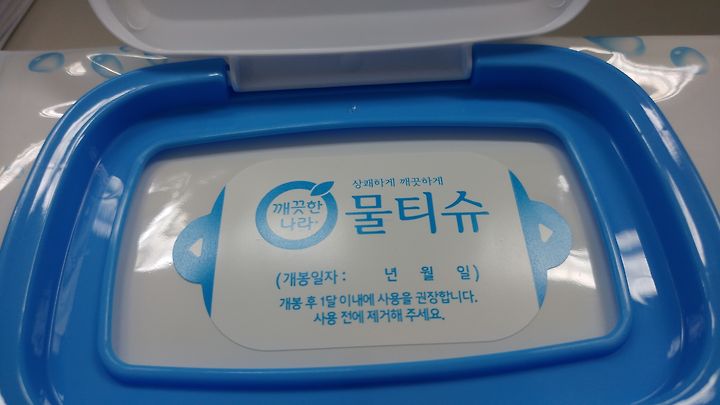 상쾌하게 깨끗하게
깨끗한
나라
물티슈
(개봉일자 : 년 월 일)
개봉 후 1달 이내에 사용을 권장합니다.
사용 전에 제거해 주세요.